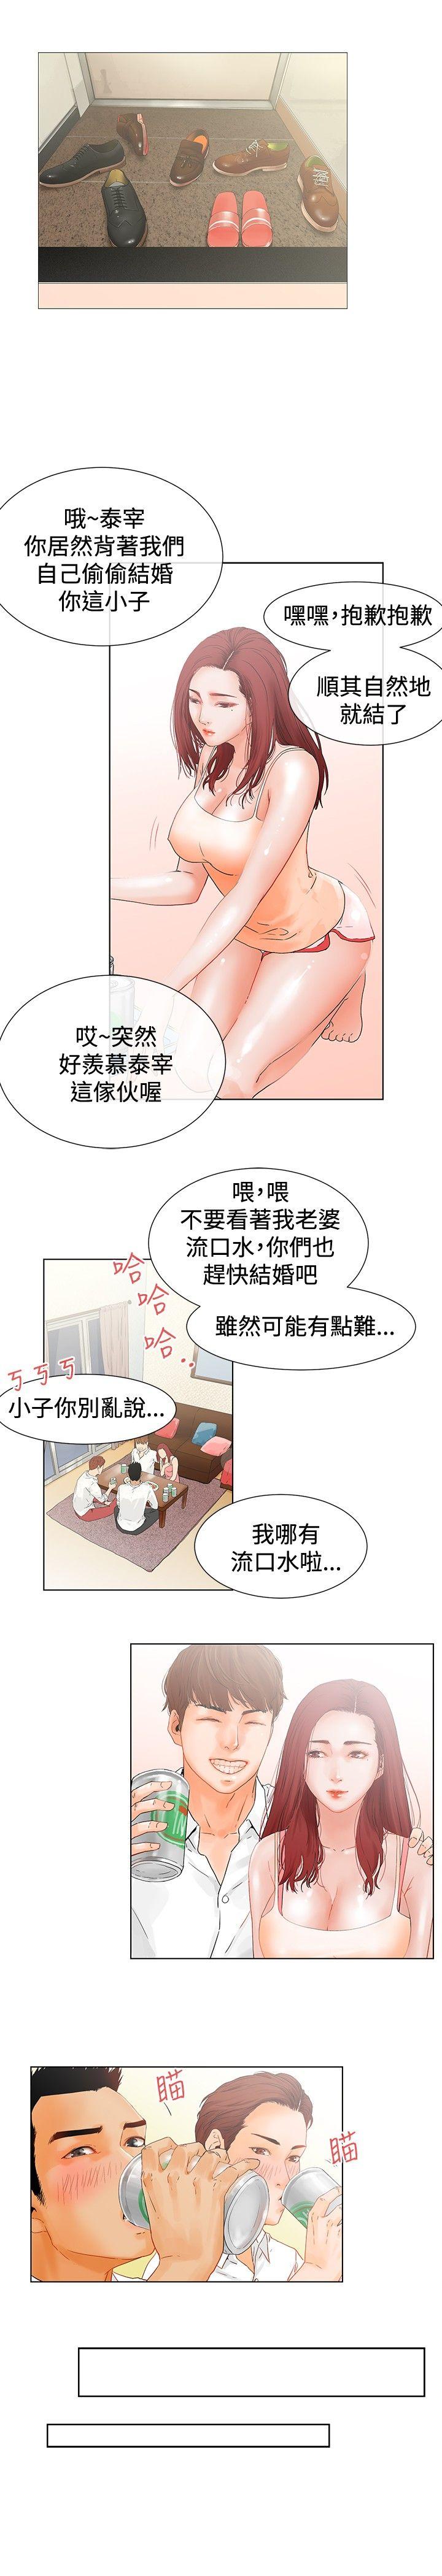 哦~泰宰
你居然背著我們
自己偷偷結婚
你這小子
嘿嘿，抱歉抱歉
順其自然地
就結了
哎~突然
好羨慕泰宰
這傢伙喔
喂，喂
不要看著我老婆
流口水，你們也
趕快結婚吧
雖然可能有點難...
哈
哈
哈..
ㄎㄎㄎ
小子你別亂說...
我哪有
流口水啦...
瞄
瞄